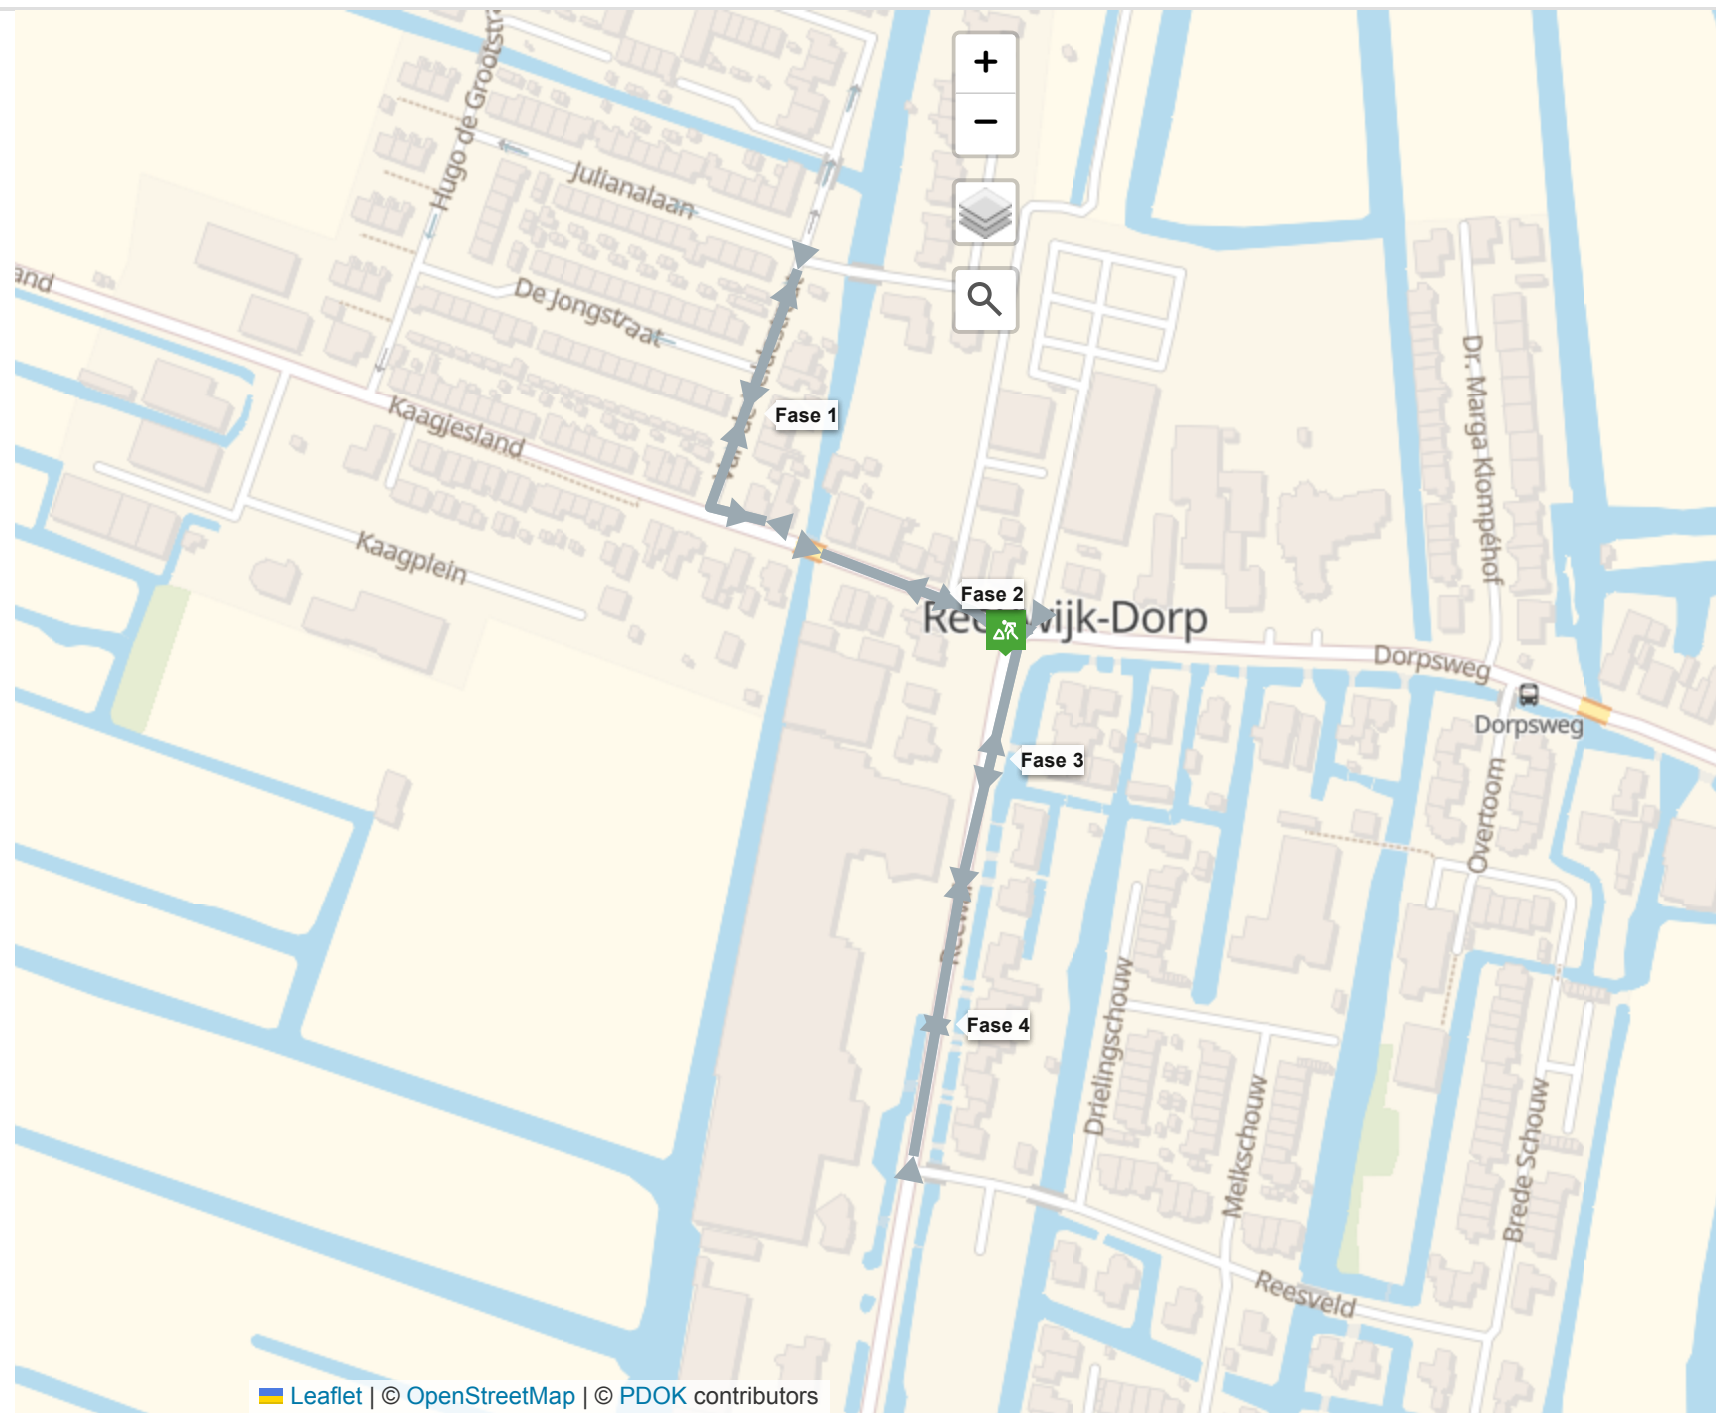 +
−
Hugo de Grootstr
Julianalaan
and
De Jongstraat
Kaagjesland
Fase 1
Kaagplein
Fase 2
Dr. Marga Klompéhof
Dorpsweg
Dorpsweg
Fase 3
Overtoom
Fase 4
Drielingschouw
Melkschouw
Brede Schouw
Reesveld
Leaflet | © OpenStreetMap | © PDOK contributors